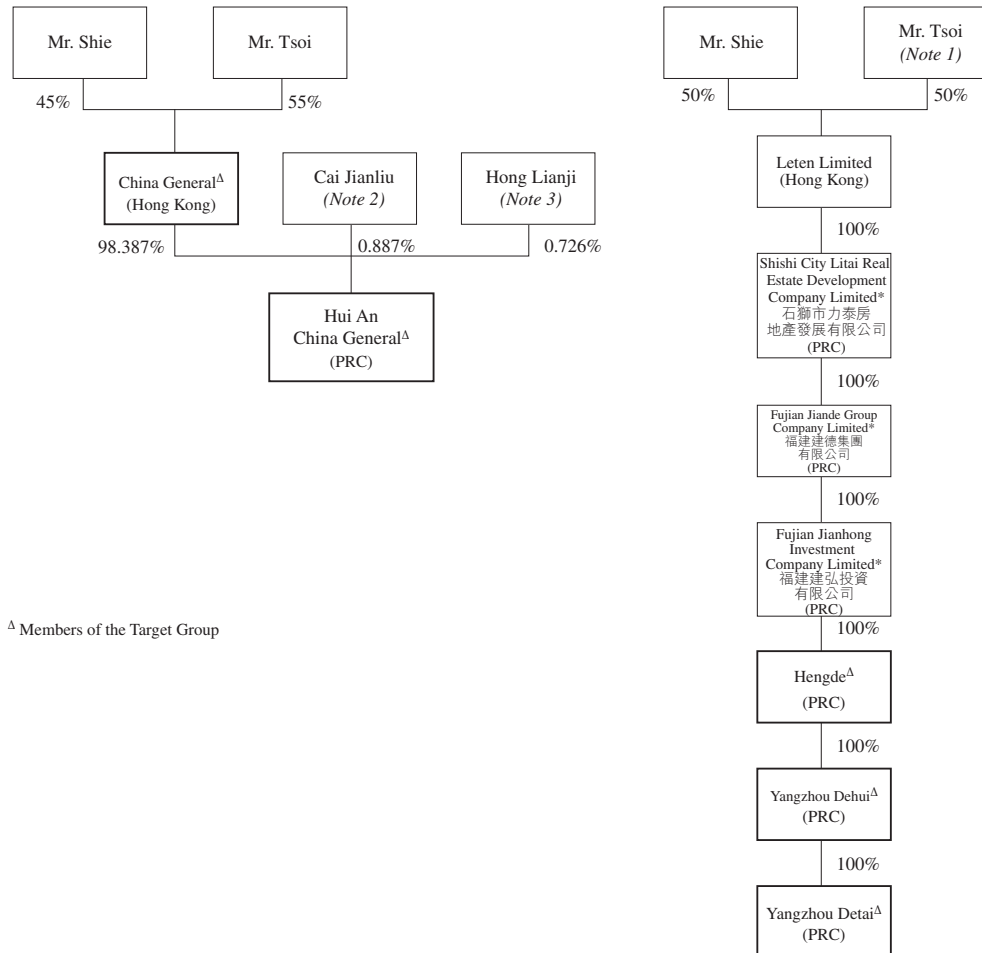 Mr. Shie
Mr. Tsoi
45%
55%
China General^Δ
(Hong Kong)
Cai Jianliu
(Note 2)
Hong Lianji
(Note 3)
98.387%
0.887%
0.726%
Hui An
China General^Δ
(PRC)
^Δ Members of the Target Group
Mr. Shie
Mr. Tsoi
(Note 1)
50%
50%
Leten Limited
(Hong Kong)
100%
Shishi City Litai Real
Estate Development
Company Limited*
石獅市力泰房
地產發展有限公司
(PRC)
100%
Fujian Jiande Group
Company Limited*
福建建德集團
有限公司
(PRC)
100%
Fujian Jianhong
Investment
Company Limited*
福建建弘投資
有限公司
(PRC)
100%
Hengde^Δ
(PRC)
100%
Yangzhou Dehui^Δ
(PRC)
100%
Yangzhou Detai^Δ
(PRC)